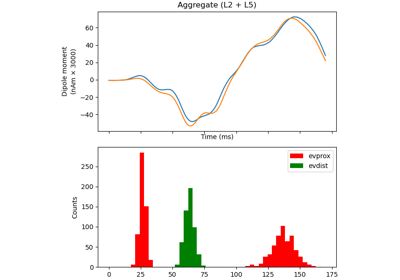 Aggregate (L2 + L5)
Dipole moment
(nAm × 3000)
60
40
20
0
−20
−40
Time (ms)
Counts
250
200
150
100
50
0
evprox
evdist
0 25 50 75 100 125 150 175